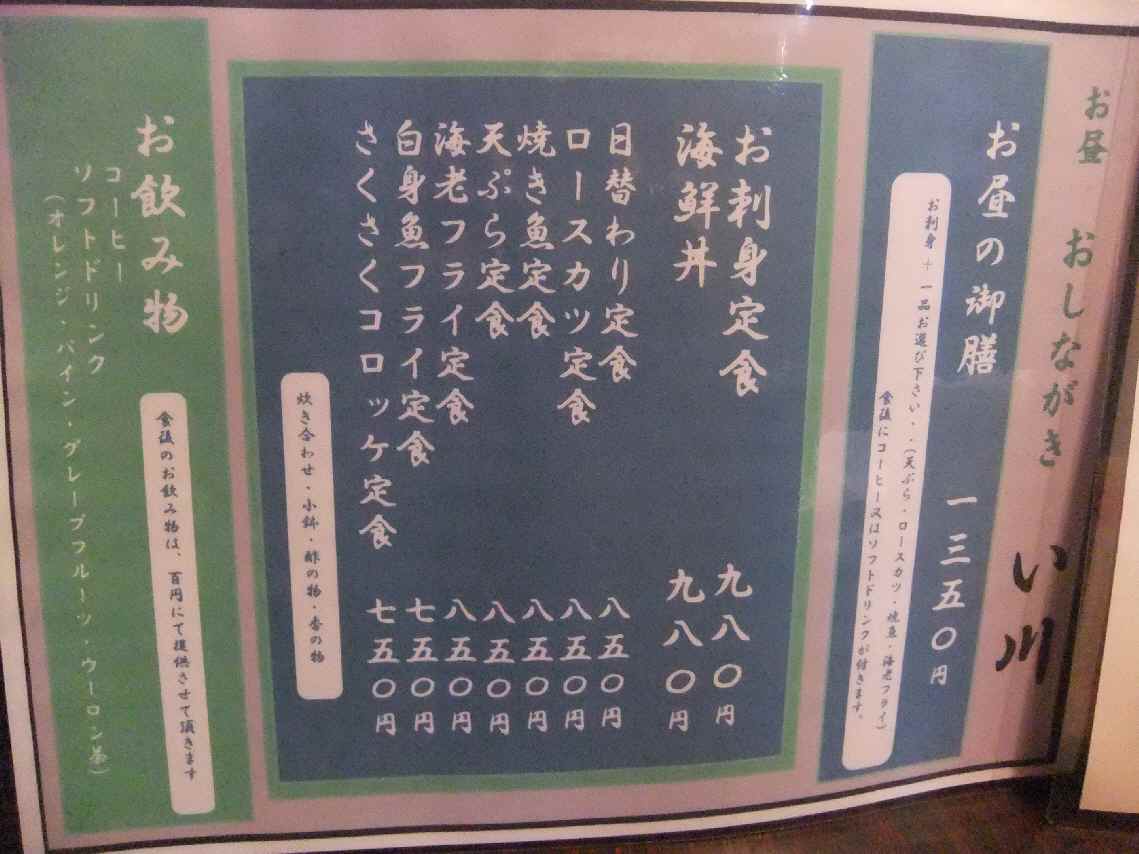 お昼 おしながき
い川
お昼の御膳 一三五〇円
お刺身+一品お選び下さい、(天ぷら・ロースカツ・焼魚・海老フライ)
食後にコーヒー又はソフトドリンクが付きます。
お刺身定食 九八〇円
海鮮丼 九八〇円
日替わり定食 八五〇円
ロースカツ定食 八五〇円
焼き魚定食 八五〇円
天ぷら定食 八五〇円
海老フライ定食 八五〇円
白身魚フライ定食 七五〇円
さくさくコロッケ定食 七五〇円
炊き合わせ・小鉢・酢の物・香の物
お飲み物
コーヒー
ソフトドリンク
(オレンジ・パイン・グレープフルーツ・ウーロン茶)
食後のお飲み物は、百円にて提供させて頂きます